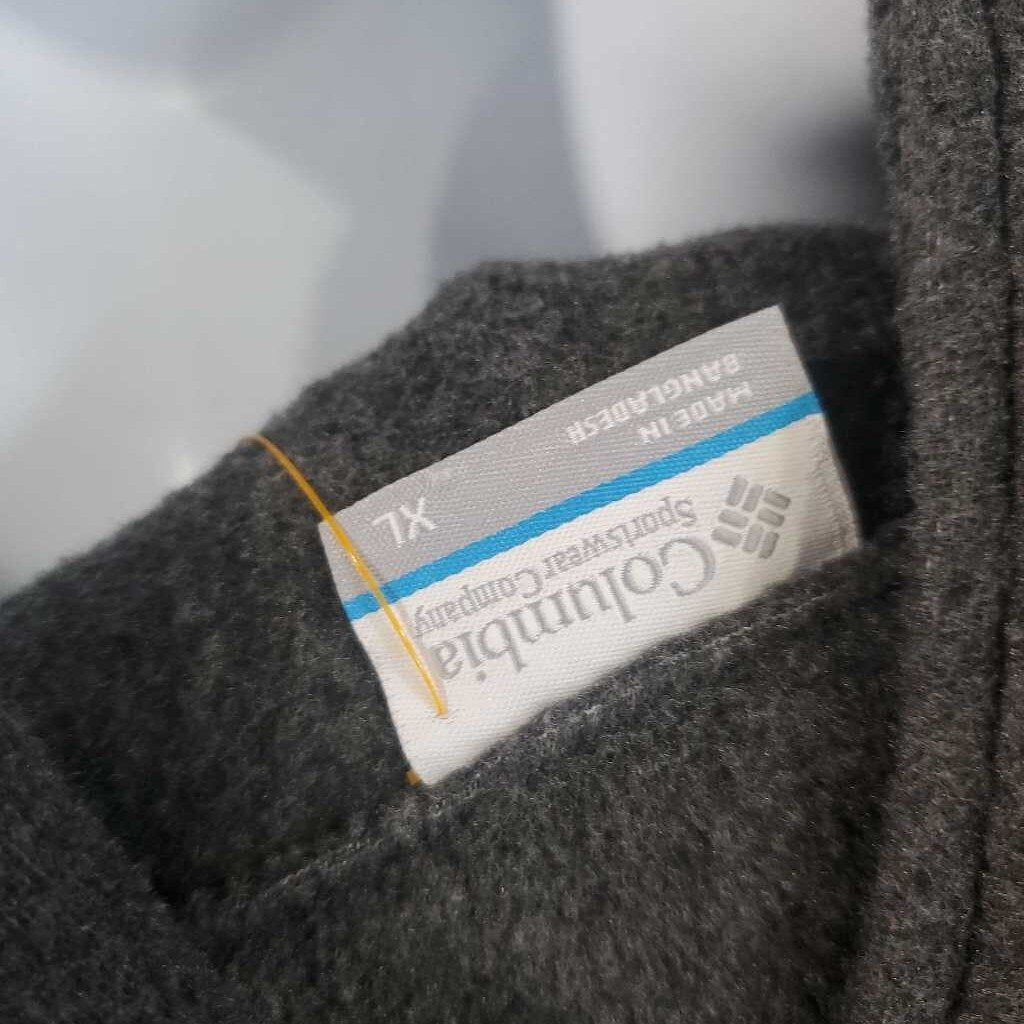 Columbia
Sportswear Company
XL
MADE IN
BANGLADESH